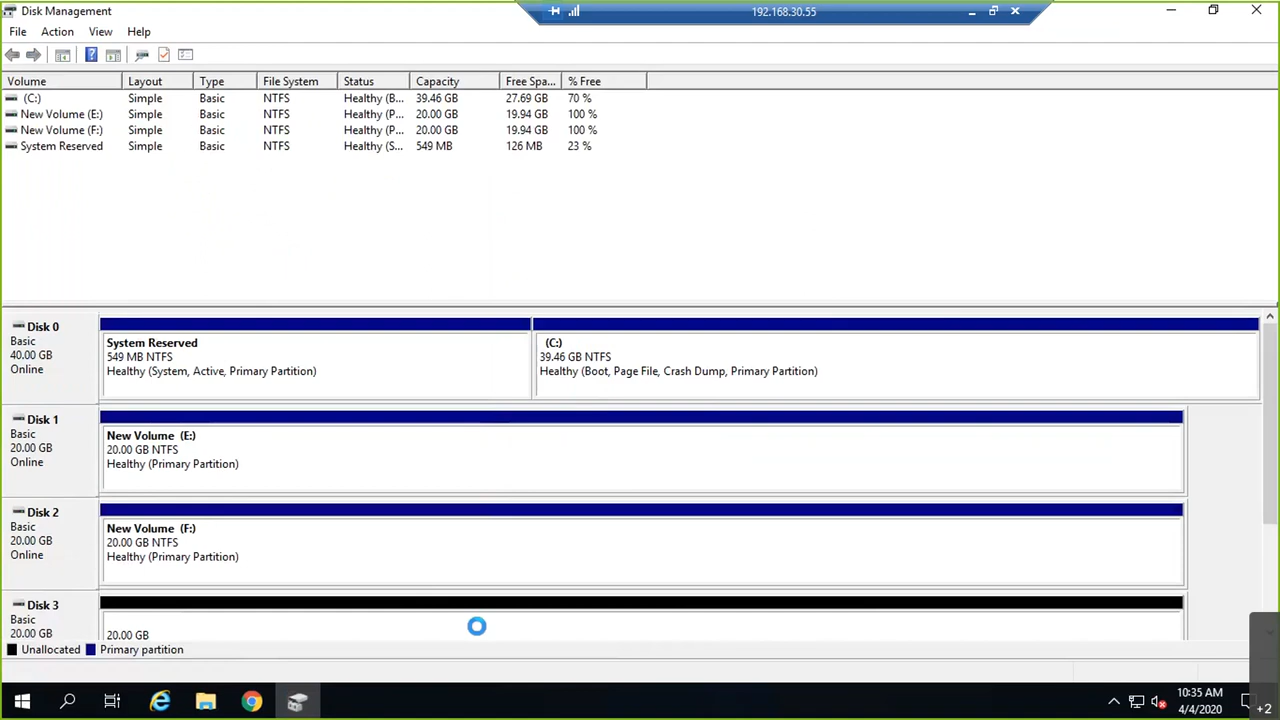 Disk Management
192.168.30.55
File Action View Help
Volume Layout Type File System Status Capacity Free Spa... % Free
(C:) Simple Basic NTFS Healthy (B... 39.46 GB 27.69 GB 70 %
New Volume (E:) Simple Basic NTFS Healthy (P... 20.00 GB 19.94 GB 100 %
New Volume (F:) Simple Basic NTFS Healthy (P... 20.00 GB 19.94 GB 100 %
System Reserved Simple Basic NTFS Healthy (S... 549 MB 126 MB 23 %
Disk 0
Basic
40.00 GB
Online
System Reserved
549 MB NTFS
Healthy (System, Active, Primary Partition)
(C:)
39.46 GB NTFS
Healthy (Boot, Page File, Crash Dump, Primary Partition)
Disk 1
Basic
20.00 GB
Online
New Volume (E:)
20.00 GB NTFS
Healthy (Primary Partition)
Disk 2
Basic
20.00 GB
Online
New Volume (F:)
20.00 GB NTFS
Healthy (Primary Partition)
Disk 3
Basic
20.00 GB
20.00 GB
Unallocated Primary partition
10:35 AM
4/4/2020
+2